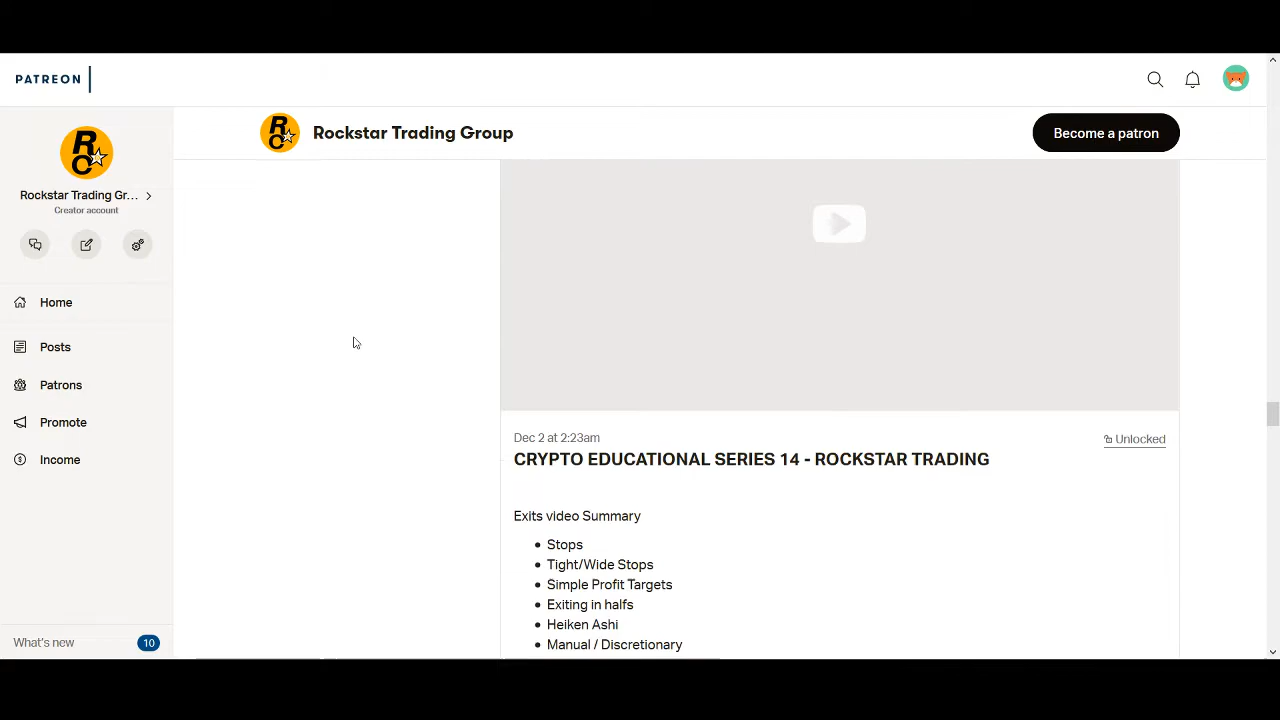 PATREON
Rockstar Trading Group
Become a patron
RC
RC
Rockstar Trading Gr...
Creator account
Home
Posts
Patrons
Promote
Income
What's new
10
Dec 2 at 2:23am
Unlocked
CRYPTO EDUCATIONAL SERIES 14 - ROCKSTAR TRADING
Exits video Summary
• Stops
• Tight/Wide Stops
• Simple Profit Targets
• Exiting in halfs
• Heiken Ashi
• Manual / Discretionary